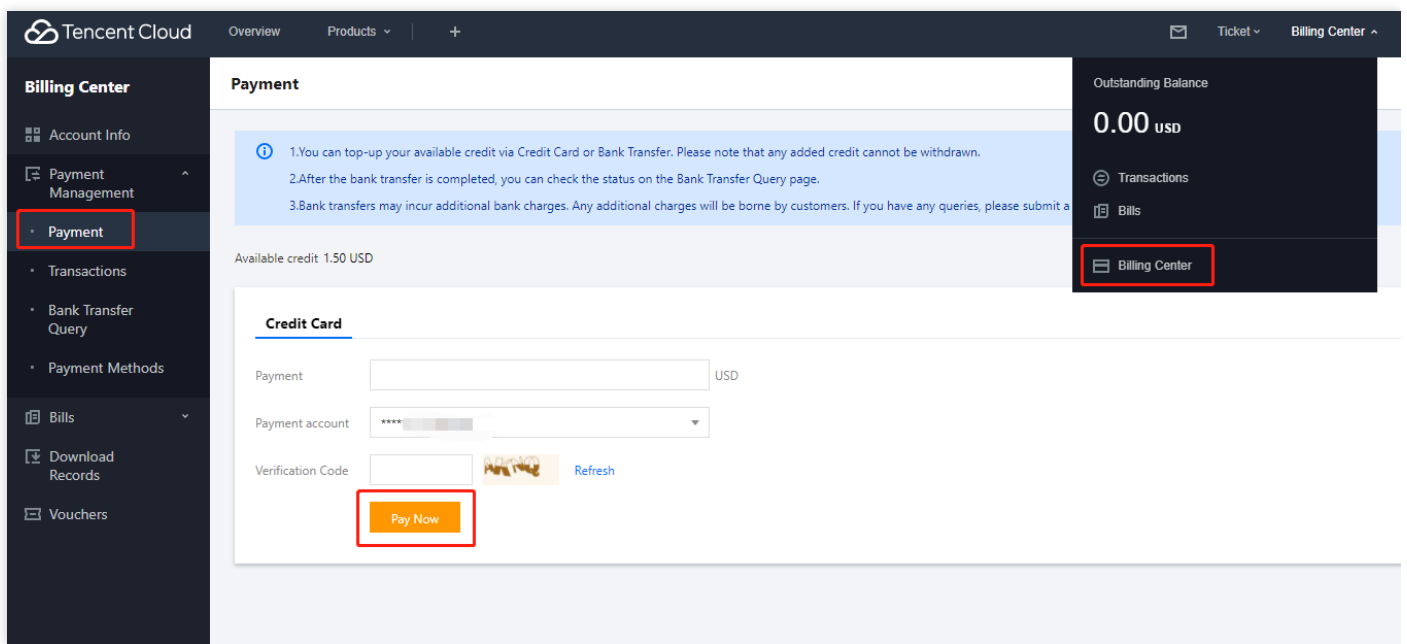 Tencent Cloud
Overview
Products
+
Ticket
Billing Center
Billing Center
Account Info
Payment
Management
Payment
Transactions
Bank Transfer
Query
Payment Methods
Bills
Download
Records
Vouchers
Payment
1.You can top-up your available credit via Credit Card or Bank Transfer. Please note that any added credit cannot be withdrawn.
2.After the bank transfer is completed, you can check the status on the Bank Transfer Query page.
3.Bank transfers may incur additional bank charges. Any additional charges will be borne by customers. If you have any queries, please submit a
Available credit 1.50 USD
Credit Card
Payment
USD
Payment account
****
Verification Code
Refresh
Pay Now
Outstanding Balance
0.00 USD
Transactions
Bills
Billing Center